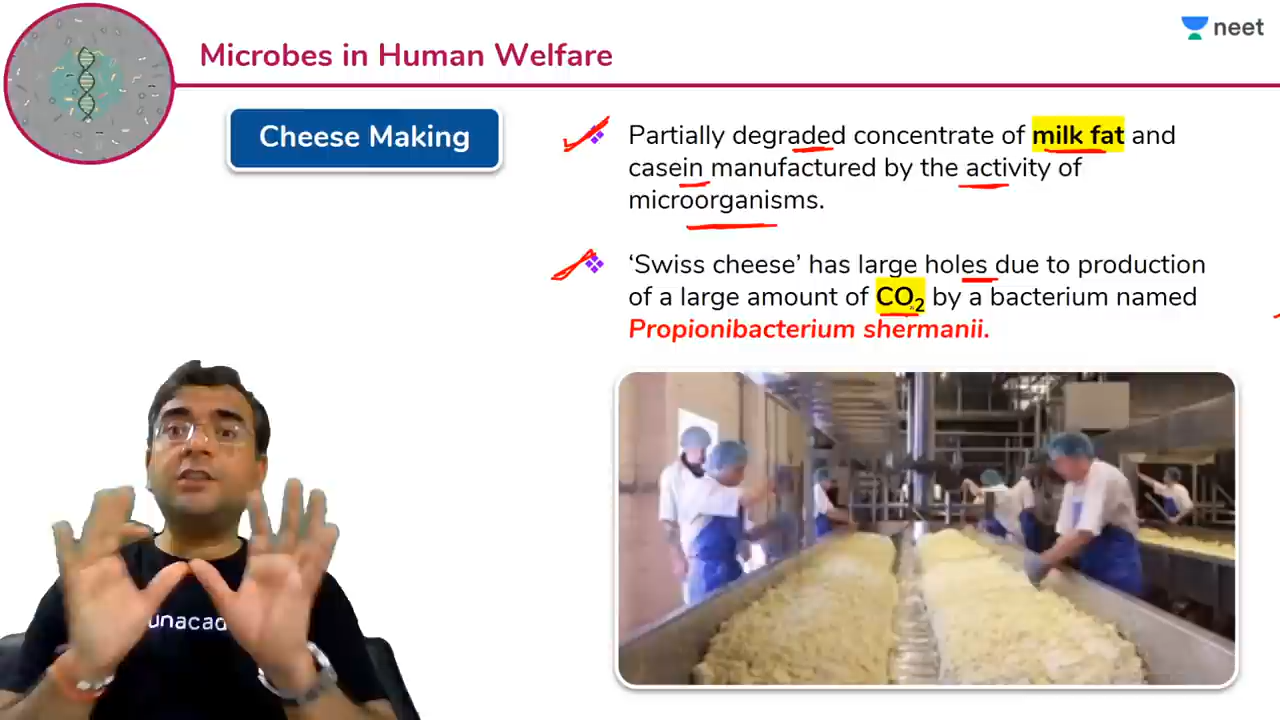 neet
Microbes in Human Welfare
Cheese Making
Partially degraded concentrate of milk fat and
casein manufactured by the activity of
microorganisms.
‘Swiss cheese’ has large holes due to production
of a large amount of CO₂ by a bacterium named
Propionibacterium shermanii.
unacad